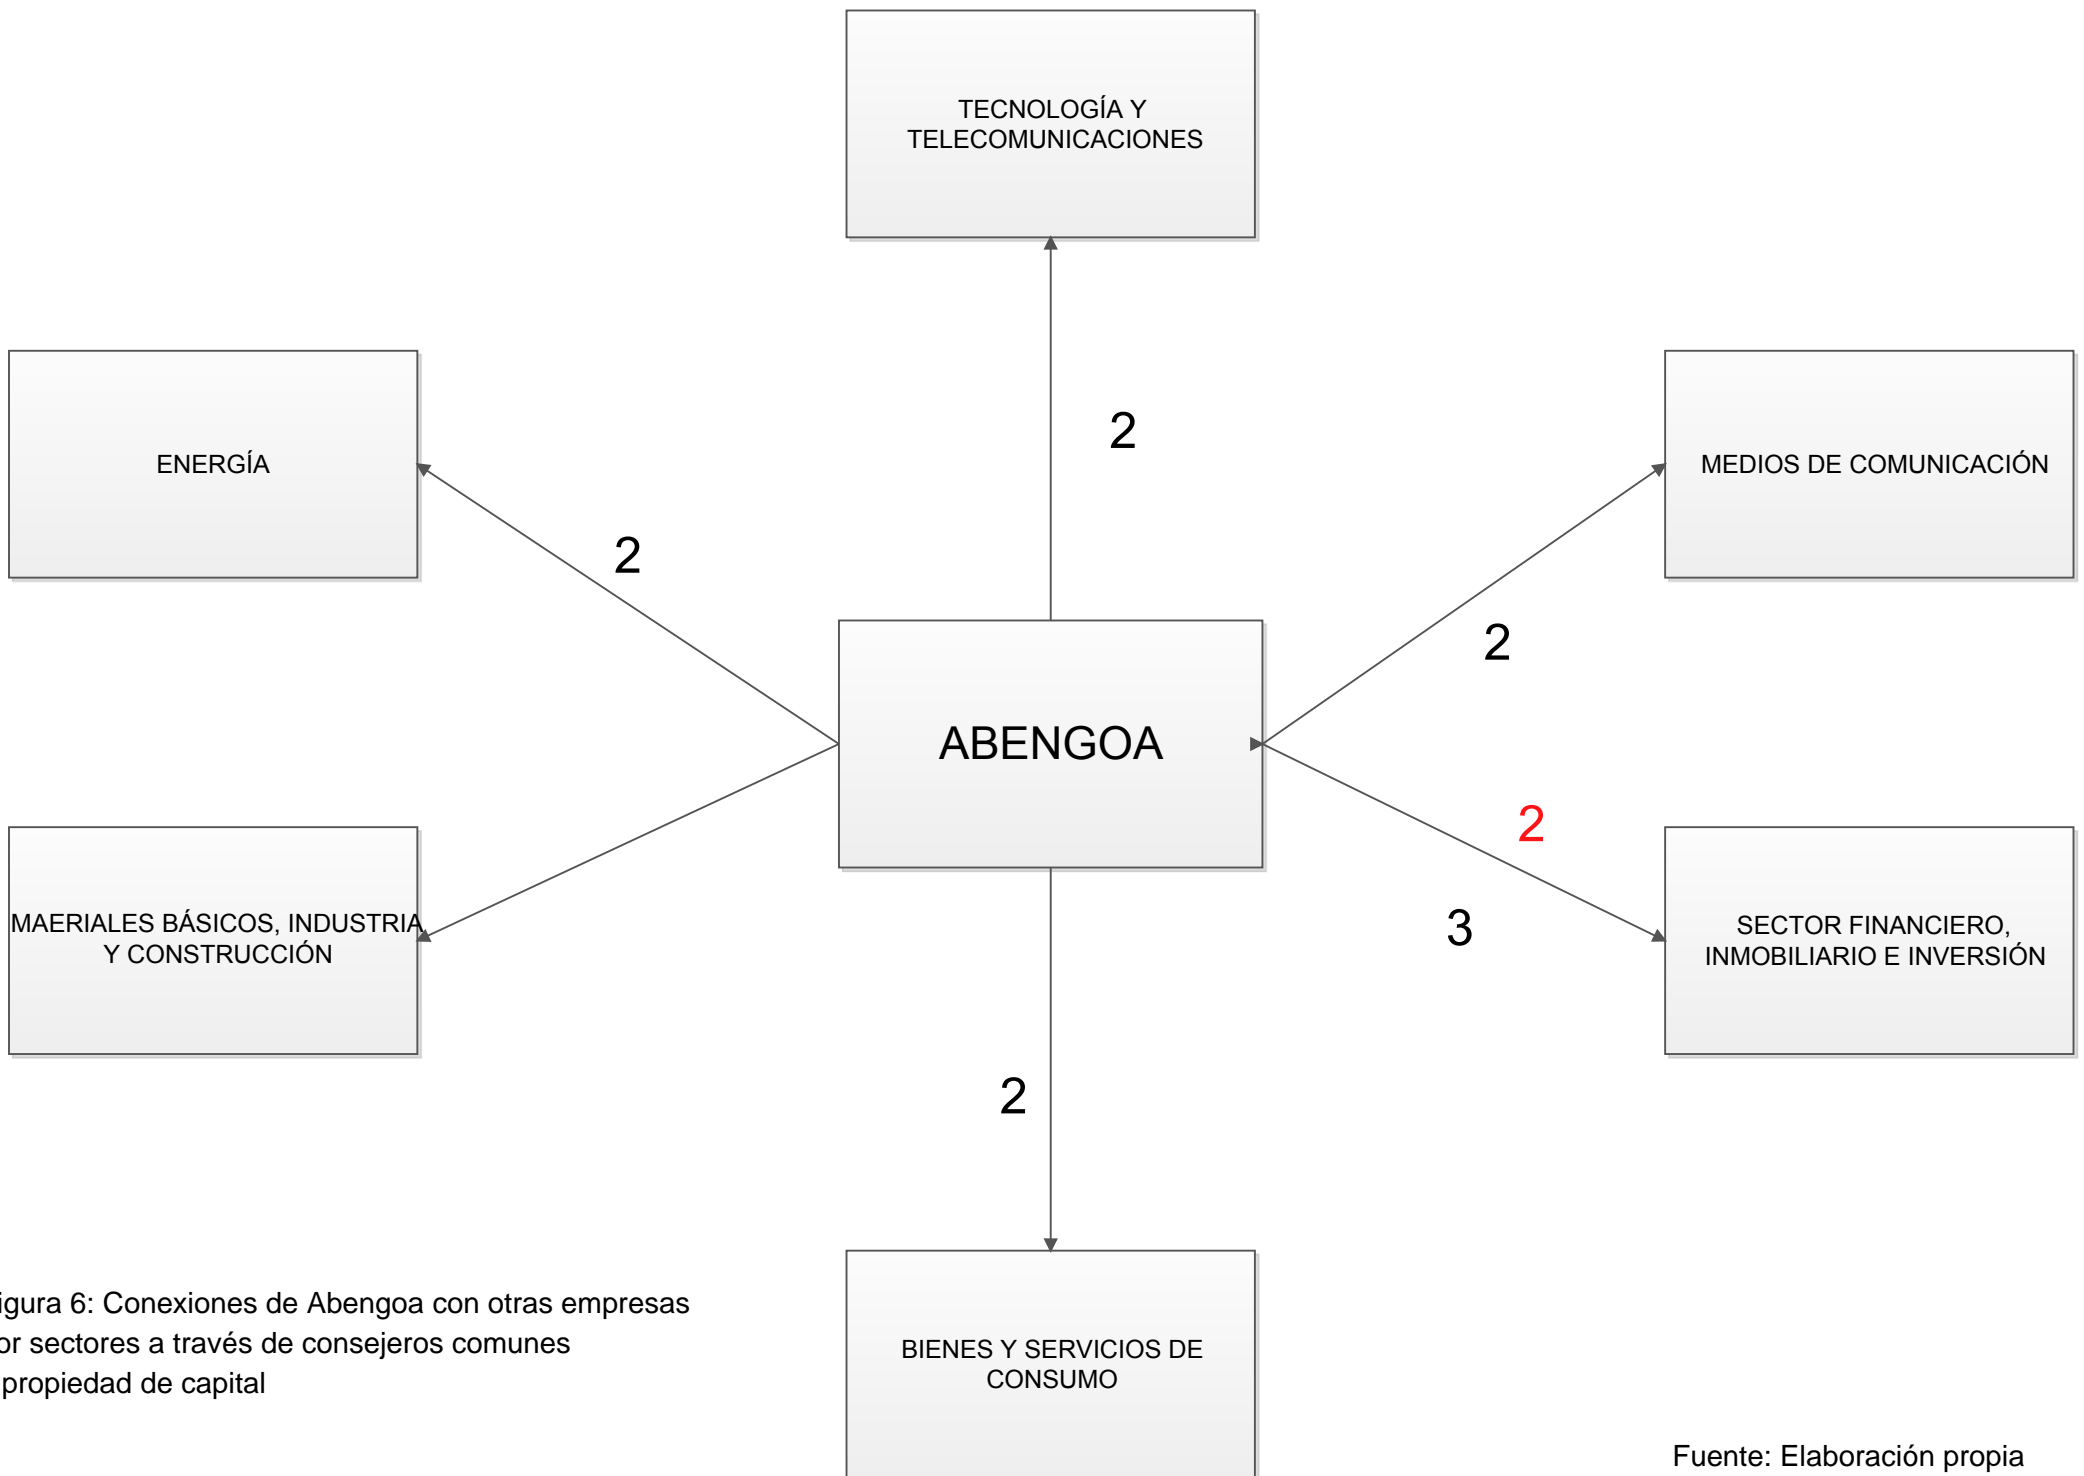 TECNOLOGÍA Y
TELECOMUNICACIONES
2
ENERGÍA
MEDIOS DE COMUNICACIÓN
2
2
ABENGOA
2
3
MAERIALES BÁSICOS, INDUSTRIA
Y CONSTRUCCIÓN
SECTOR FINANCIERO,
INMOBILIARIO E INVERSIÓN
2
BIENES Y SERVICIOS DE
CONSUMO
igura 6: Conexiones de Abengoa con otras empresas
or sectores a través de consejeros comunes
propiedad de capital
Fuente: Elaboración propia